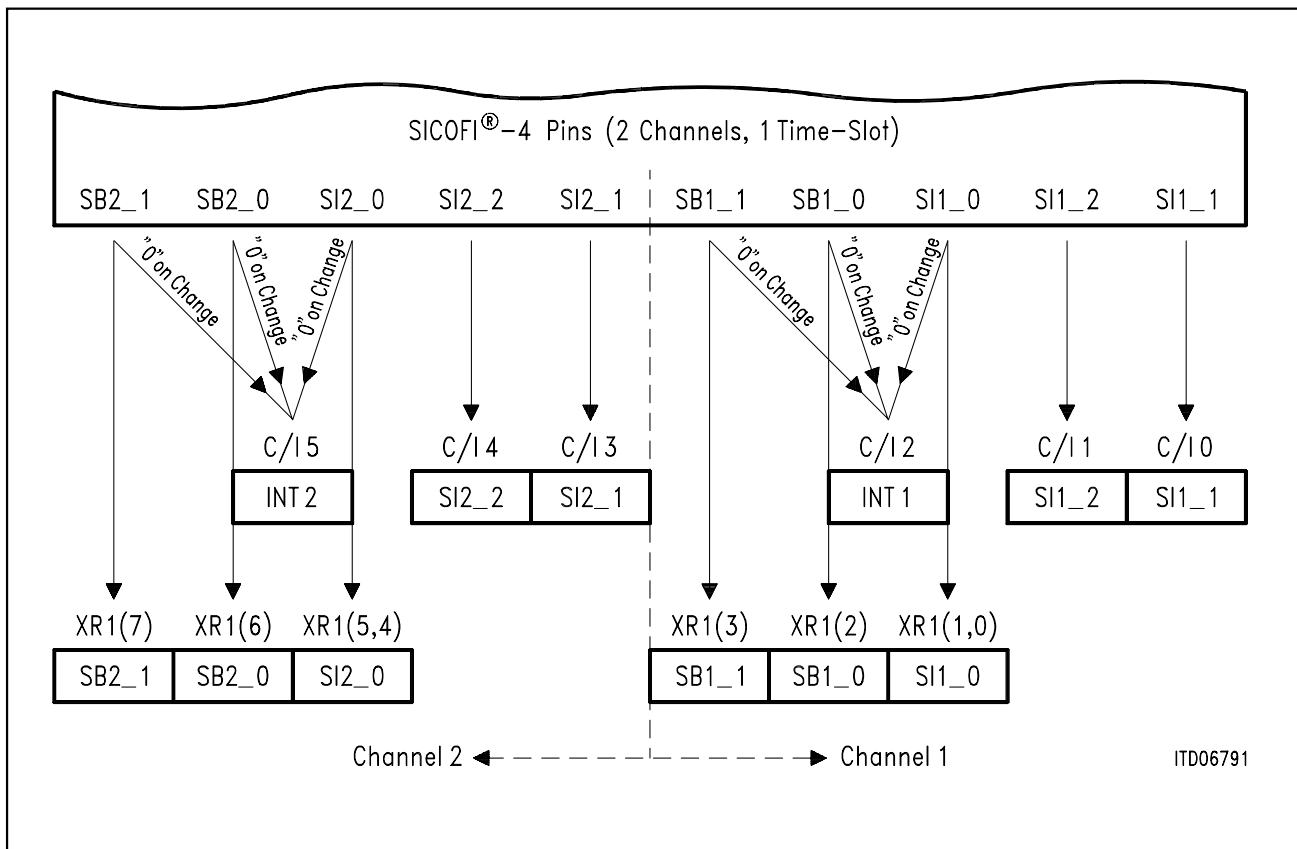 SICOFI®-4 Pins (2 Channels, 1 Time-Slot)
SB2_1 SB2_0 SI2_0 SI2_2 SI2_1 SB1_1 SB1_0 SI1_0 SI1_2 SI1_1
"0" on Change "0" on Change "0" on Change "0" on Change "0" on Change "0" on Change
C/I5 C/I4 C/I3 C/I2 C/I1 C/I0
INT 2 SI2_2 SI2_1 INT 1 SI1_2 SI1_1
XR1(7) XR1(6) XR1(5,4) XR1(3) XR1(2) XR1(1,0)
SB2_1 SB2_0 SI2_0 SB1_1 SB1_0 SI1_0
Channel 2 Channel 1 ITD06791